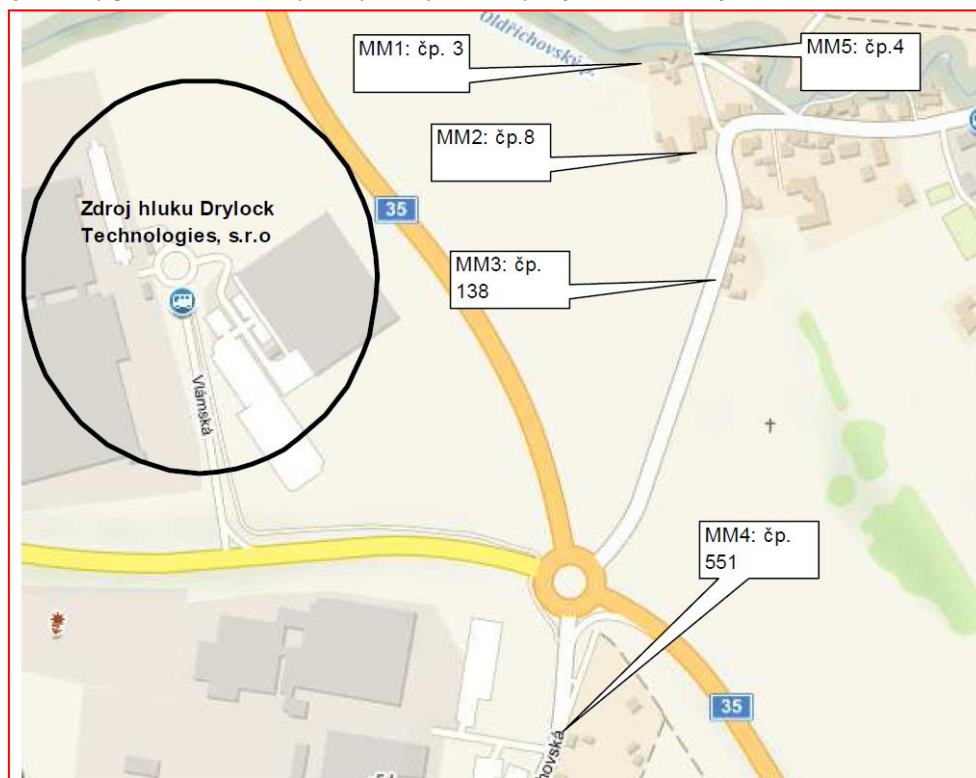 Oldřichovský p.
MM1: čp. 3
MM5: čp.4
MM2: čp.8
Zdroj hluku Drylock
Technologies, s.r.o
35
MM3: čp.
138
Vlámská
MM4: čp.
551
35
hovská